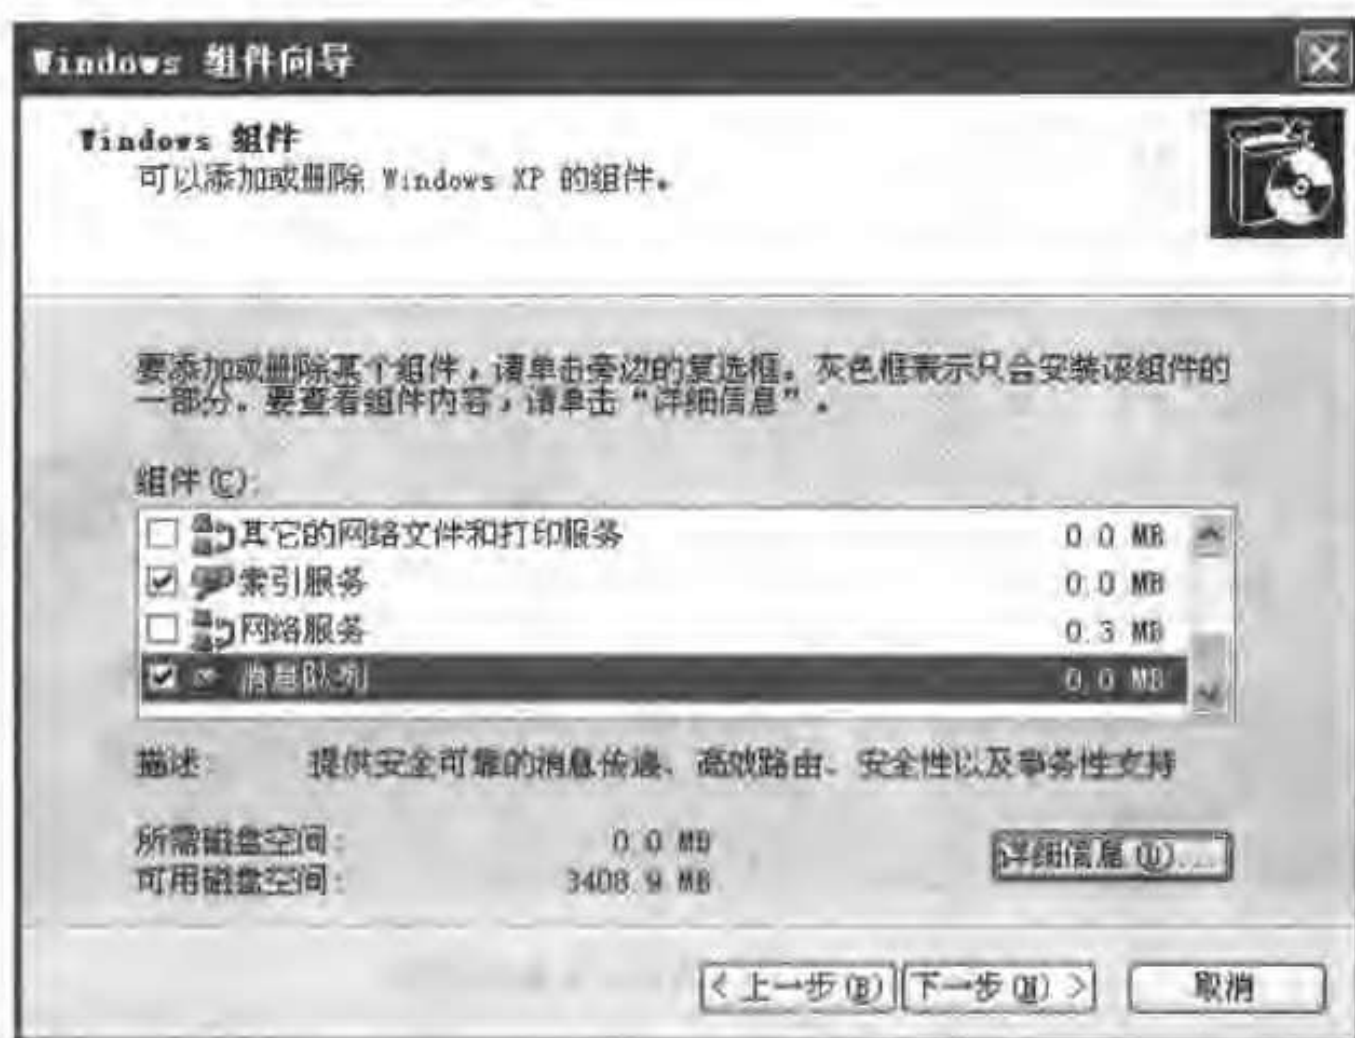 Windows 组件向导
Windows 组件
可以添加或删除 Windows XP 的组件。
要添加或删除某个组件，请单击旁边的复选框。灰色框表示只会安装该组件的
一部分。要查看组件内容，请单击“详细信息”。
组件(C):
其它的网络文件和打印服务 0.0 MB
索引服务 0.0 MB
网络服务 0.3 MB
消息队列 0.0 MB
描述: 提供安全可靠的消息传递、高效路由、安全性以及事务性支持
所需磁盘空间: 0.0 MB
可用磁盘空间: 3408.9 MB
详细信息(D)...
< 上一步(B) 下一步(N) > 取消